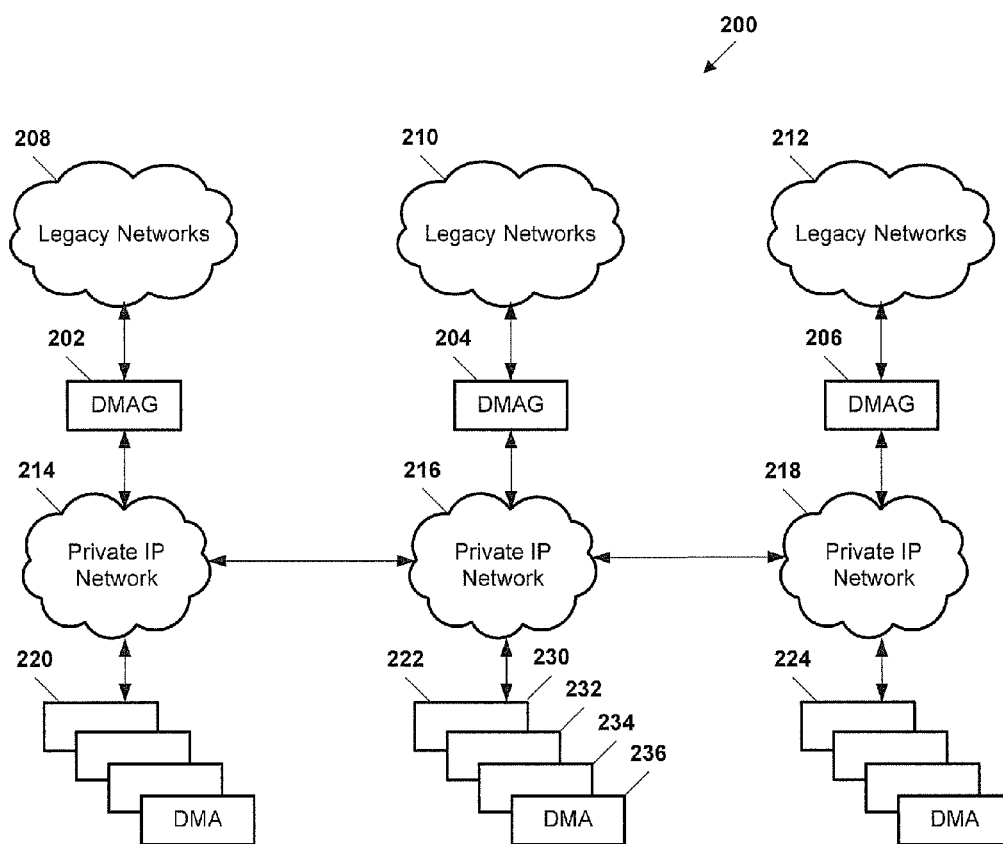 200
208
210
212
Legacy Networks
Legacy Networks
Legacy Networks
202
204
206
DMAG
DMAG
DMAG
214
216
218
Private IP
Network
Private IP
Network
Private IP
Network
220
222
230
224
232
234
236
DMA
DMA
DMA